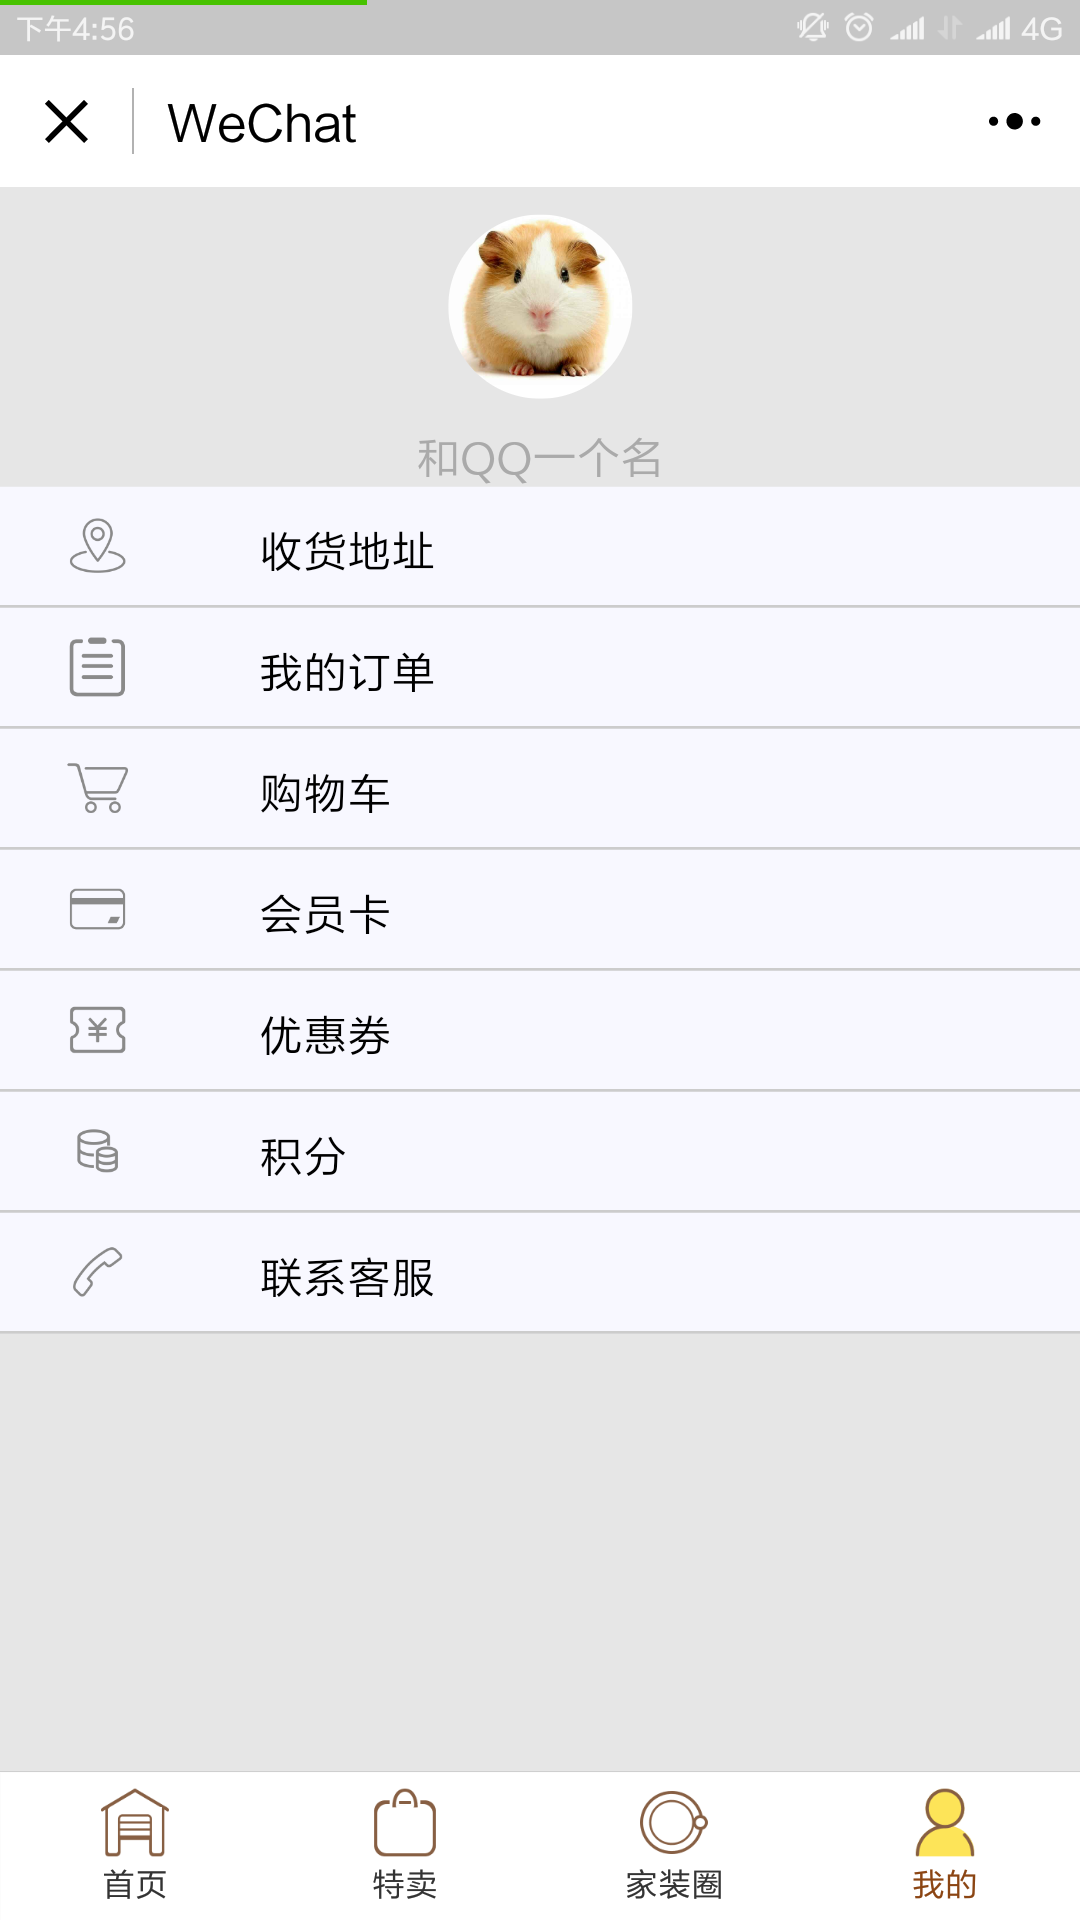 下午4:56
4G
WeChat
和QQ一个名
收货地址
我的订单
购物车
会员卡
优惠券
积分
联系客服
首页
特卖
家装圈
我的